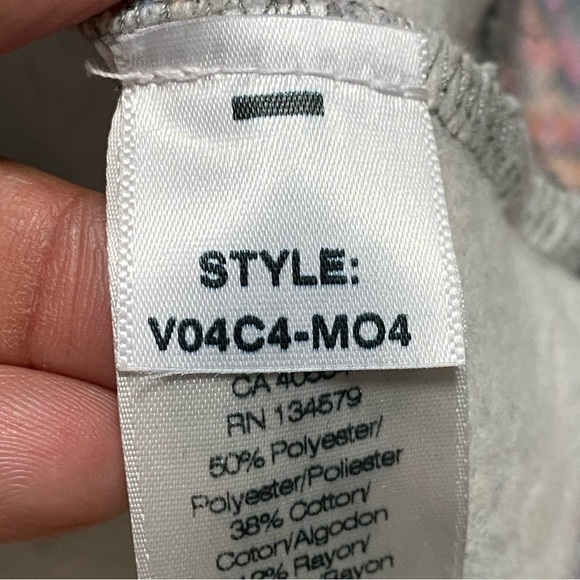 STYLE:
V04C4-MO4
CA
RN 134579
50% Polyester/
Polyester/Poliester
38% Cotton/
Coton/Algodon
Rayon/